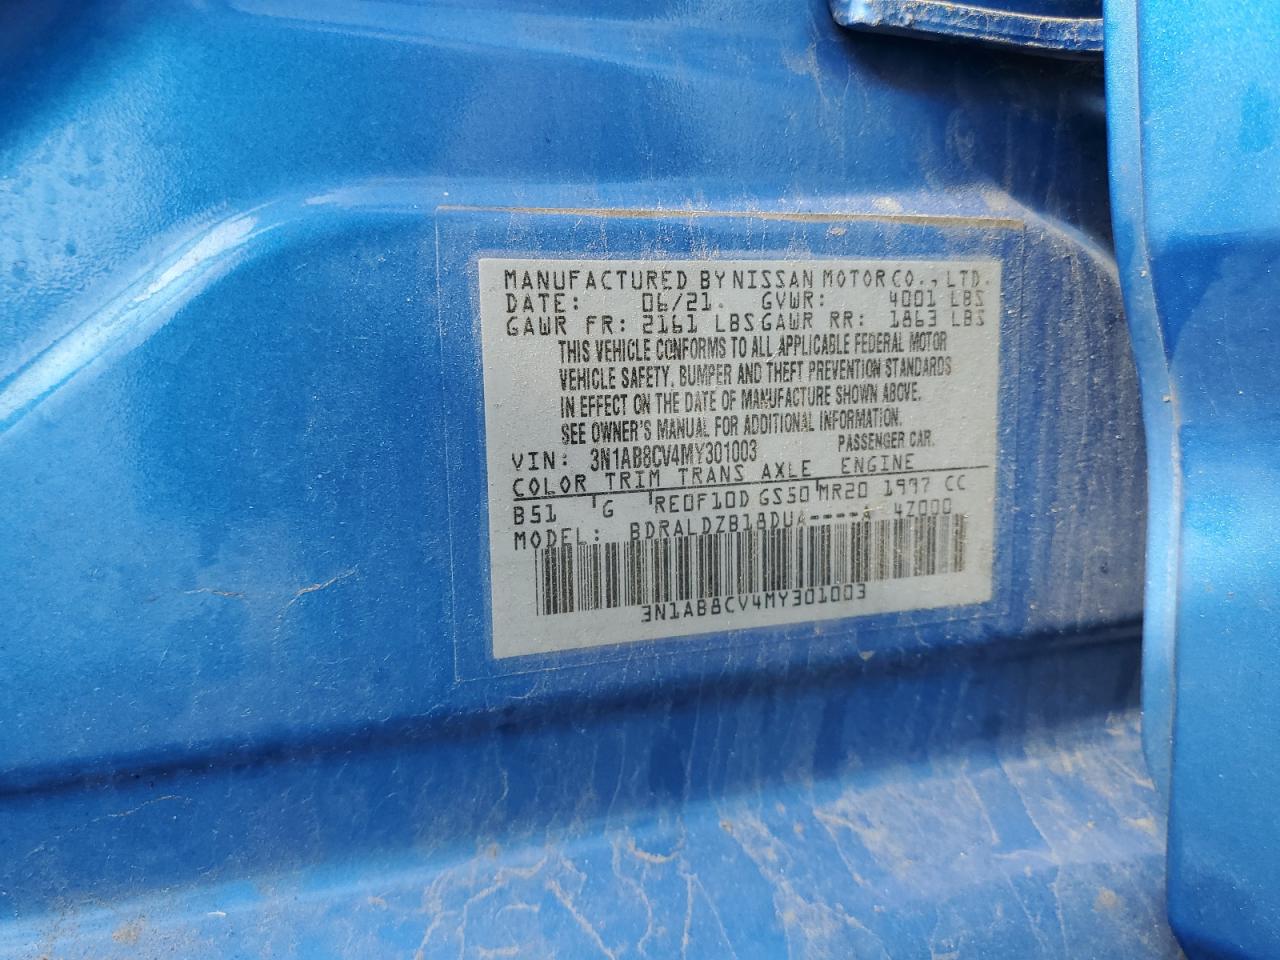 MANUFACTURED BY NISSAN MOTOR CO., LTD.
DATE: 06/21. GVWR: 4001 LBS
GAWR FR: 2161 LBS GAWR RR: 1863 LBS
THIS VEHICLE CONFORMS TO ALL APPLICABLE FEDERAL MOTOR
VEHICLE SAFETY, BUMPER AND THEFT PREVENTION STANDARDS
IN EFFECT ON THE DATE OF MANUFACTURE SHOWN ABOVE.
SEE OWNER'S MANUAL FOR ADDITIONAL INFORMATION.
VIN: 3N1AB8CV4MY301003 PASSENGER CAR.
COLOR TRIM TRANS AXLE ENGINE
B51 G RE0F10D GS50 MR20 1997 CC
MODEL: BDRALDZB18DUA----A 4Z000
3N1AB8CV4MY301003